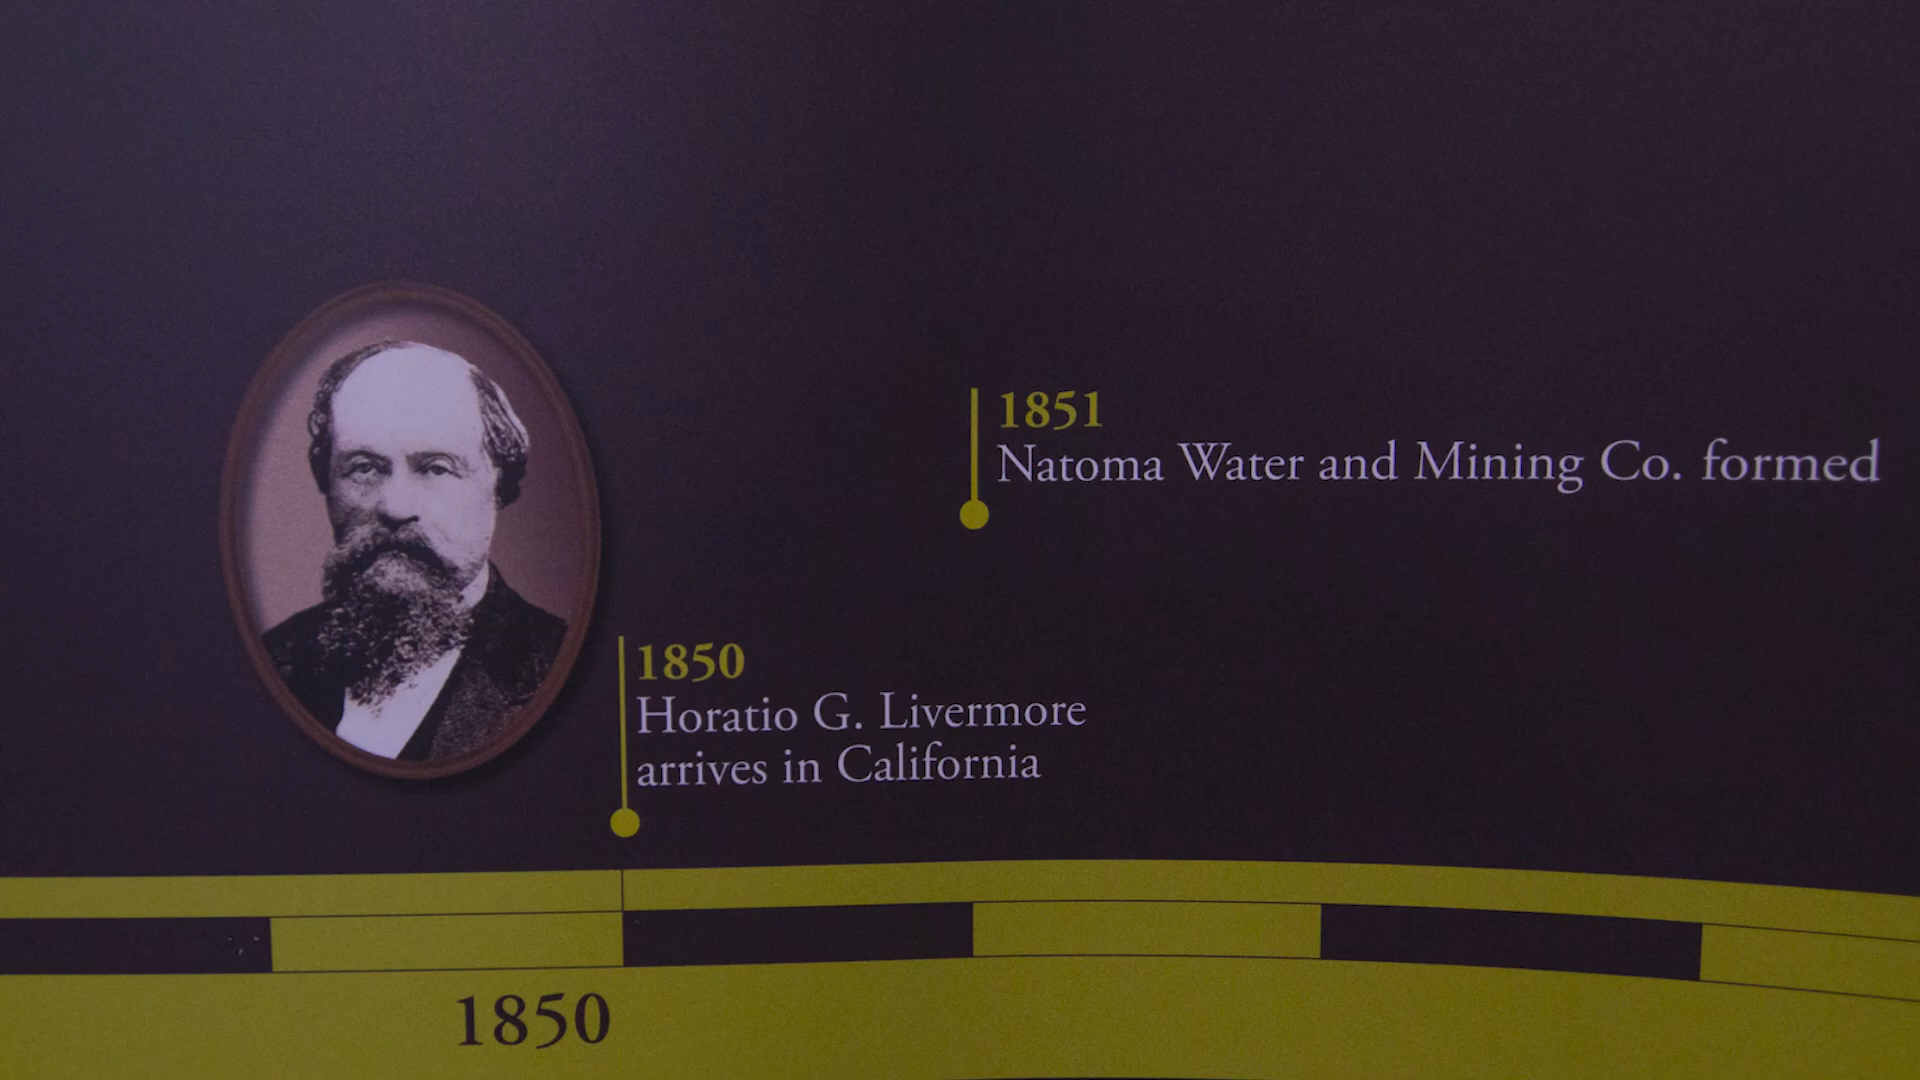 1851
Natoma Water and Mining Co. formed
1850
Horatio G. Livermore
arrives in California
1850